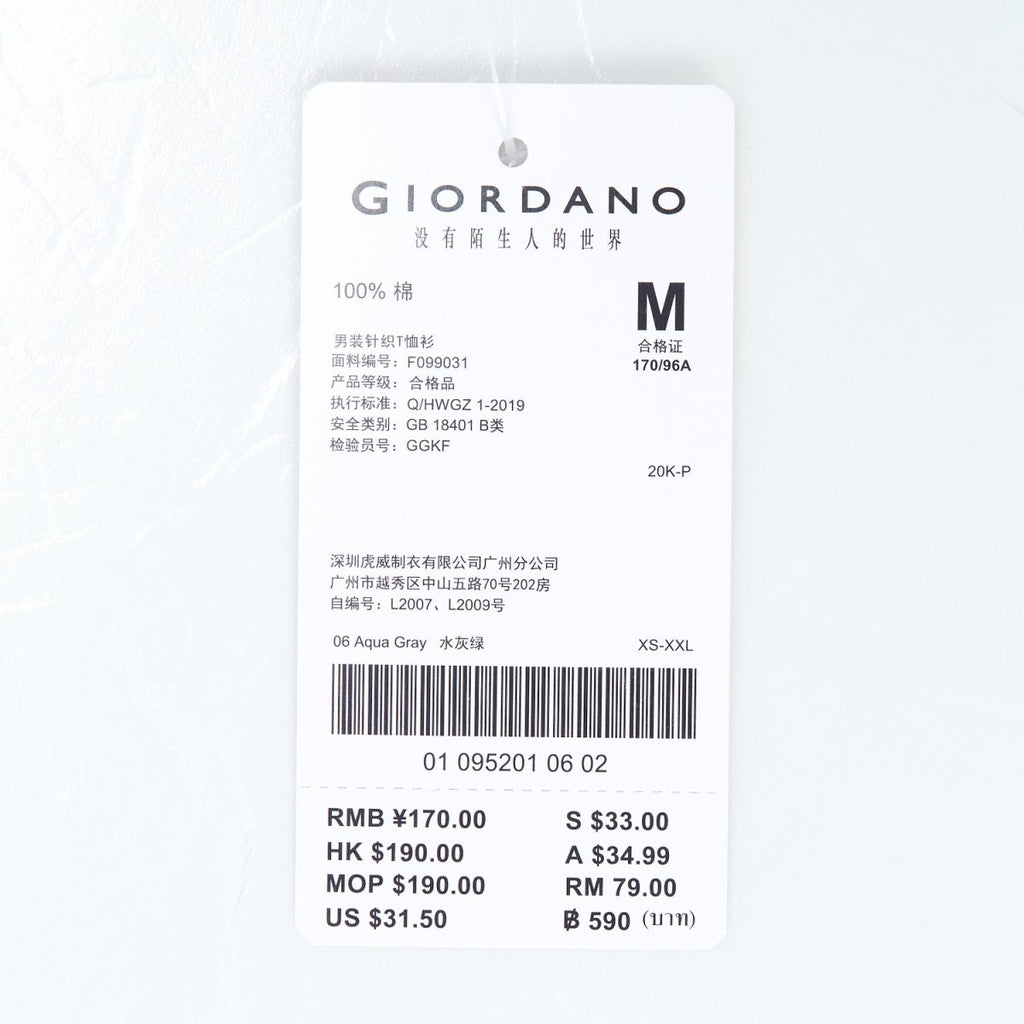 GIORDANO
没有陌生人的世界
100% 棉
M
合格证
170/96A
男装针织T恤衫
面料编号：F099031
产品等级：合格品
执行标准：Q/HWGZ 1-2019
安全类别：GB 18401 B类
检验员号：GGKF
20K-P
深圳虎威制衣有限公司广州分公司
广州市越秀区中山五路70号202房
自编号：L2007、L2009号
06 Aqua Gray 水灰绿
XS-XXL
01 095201 06 02
RMB ¥170.00
HK $190.00
MOP $190.00
US $31.50
S $33.00
A $34.99
RM 79.00
฿ 590 (บาท)